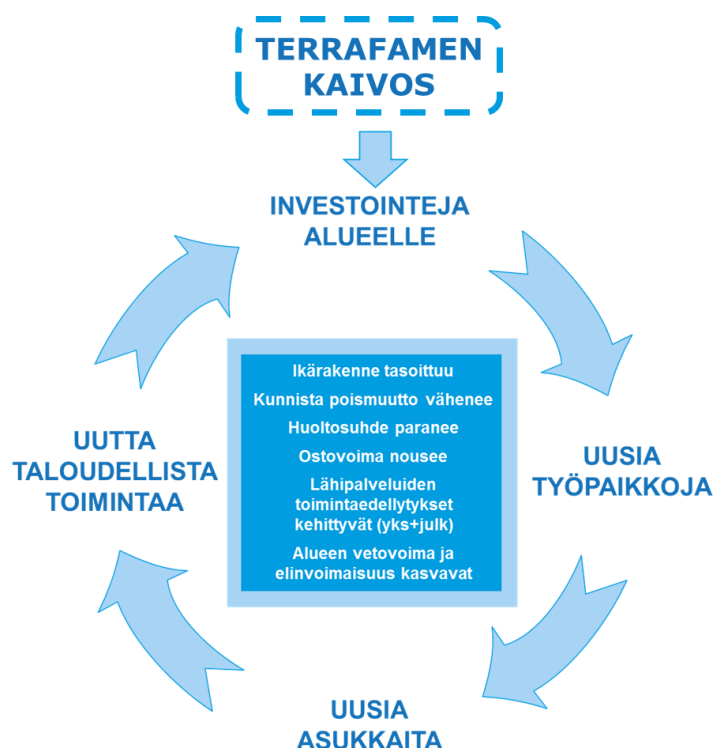 TERRAFAMEN
KAIVOS
INVESTOINTEJA
ALUEELLE
UUSIA
TYÖPAIKKOJA
UUSIA
ASUKKAITA
UUTTA
TALOUDELLISTA
TOIMINTAA
Ikärakenne tasoittuu
Kunnista poismuutto vähenee
Huoltosuhde paranee
Ostovoima nousee
Lähipalveluiden
toimintaedellytykset
kehittyvät (yks+julk)
Alueen vetovoima ja
elinvoimaisuus kasvavat